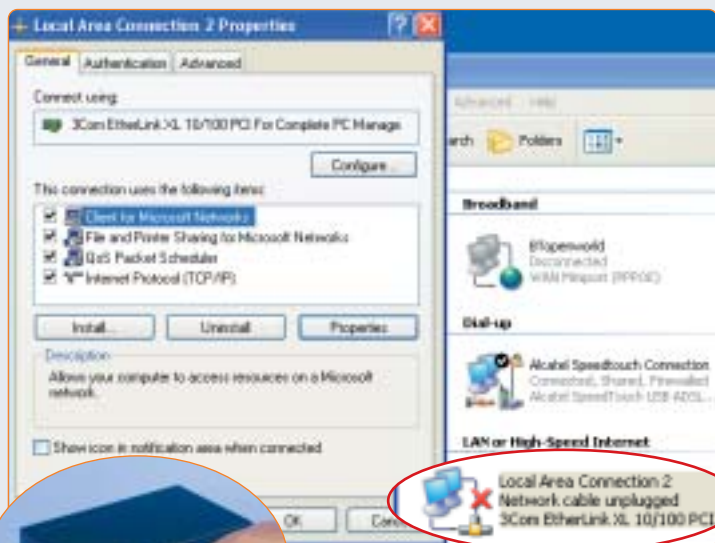 Local Area Connection 2 Properties
General Authentication Advanced
Connect using:
3Com EtherLink XL 10/100 PCI For Complete PC Manage
Configure...
This connection uses the following items:
Client for Microsoft Networks
File and Printer Sharing for Microsoft Networks
QoS Packet Scheduler
Internet Protocol (TCP/IP)
Install... Uninstall Properties
Description
Allows your computer to access resources on a Microsoft
network.
Show icon in notification area when connected
OK Canc
Advanced Help
arch Folders
Broadband
BTopenworld
Disconnected
WAN Miniport (PPPOE)
Dial-up
Alcatel Speedtouch Connection
Connected, Shared, Firewalled
Alcatel SpeedTouch USB ADSL...
LAN or High-Speed Internet
Local Area Connection 2
Network cable unplugged
3Com EtherLink XL 10/100 PCI